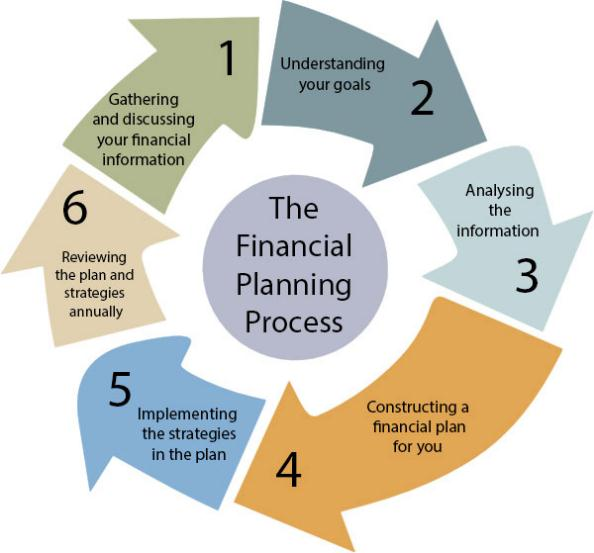 The
Financial
Planning
Process
1
Gathering
and discussing
your financial
information
Understanding
your goals
2
Analysing
the
information
3
Constructing a
financial plan
for you
4
5
Implementing
the strategies
in the plan
6
Reviewing
the plan and
strategies
annually